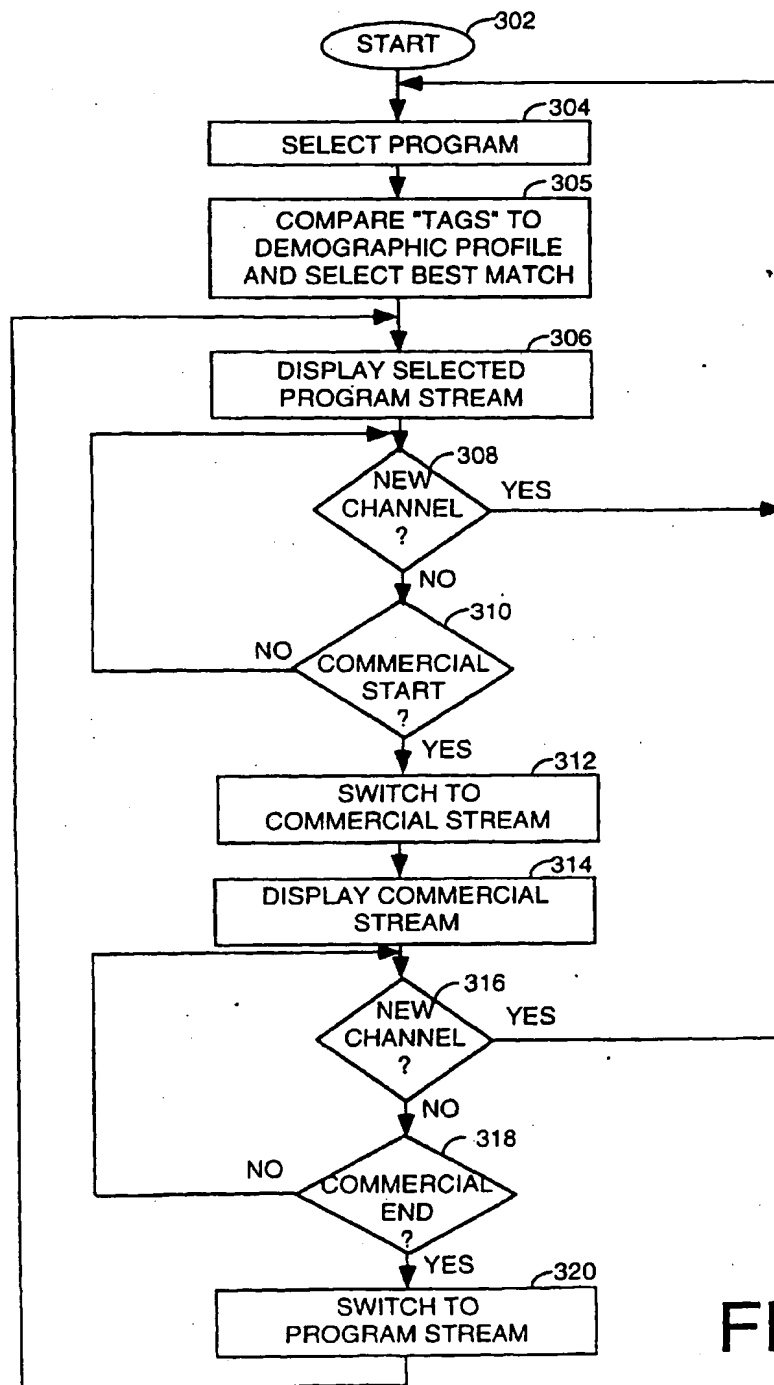 302
START
304
SELECT PROGRAM
305
COMPARE "TAGS" TO
DEMOGRAPHIC PROFILE
AND SELECT BEST MATCH
306
DISPLAY SELECTED
PROGRAM STREAM
308
NEW
CHANNEL
?
YES
NO
310
COMMERCIAL
START
?
NO
YES
312
SWITCH TO
COMMERCIAL STREAM
314
DISPLAY COMMERCIAL
STREAM
316
NEW
CHANNEL
?
YES
NO
318
COMMERCIAL
END
?
NO
YES
320
SWITCH TO
PROGRAM STREAM